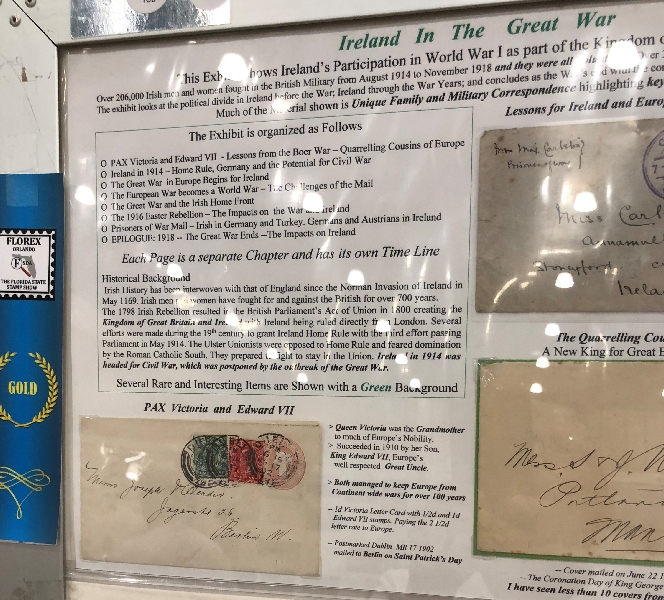 Ireland In The Great War
This Exhibit shows Ireland's Participation in World War I as part of the Kingdom
Over 206,000 Irish men and women fought in the British Military from August 1914 to November 1918 and they were all
The exhibit looks at the political divide in Ireland before the War; Ireland through the War Years; and concludes as the
Much of the Material shown is Unique Family and Military Correspondence highlighting key
Lessons for Ireland and Euro
The Exhibit is organized as Follows
O PAX Victoria and Edward VII - Lessons from the Boer War – Quarrelling Cousins of Europe
O Ireland in 1914 – Home Rule, Germany and the Potential for Civil War
O The Great War in Europe Begins for Ireland
O The European War becomes a World War – The Challenges of the Mail
O The Great War and the Irish Home Front
O The 1916 Easter Rebellion – The Impacts on the War and Ireland
O Prisoners of War Mail – Irish in Germany and Turkey. Germans and Austrians in Ireland
O EPILOGUE: 1918 -- The Great War Ends –The Impacts on Ireland
Each Page is a separate Chapter and has its own Time Line
Historical Background
Irish History has been interwoven with that of England since the Norman Invasion of Ireland in
May 1169. Irish men and women have fought for and against the British for over 700 years.
The 1798 Irish Rebellion resulted in the British Parliament's Act of Union in 1800 creating the
Kingdom of Great Britain and Ireland with Ireland being ruled directly from London. Several
efforts were made during the 19th century to grant Ireland Home Rule with the Third effort passing
Parliament in May 1914. The Ulster Unionists were opposed to Home Rule and feared domination
by the Roman Catholic South. They prepared to fight to stay in the Union. Ireland in 1914 was
headed for Civil War, which was postponed by the outbreak of the Great War.
Several Rare and Interesting Items are Shown with a Green Background
PAX Victoria and Edward VII
> Queen Victoria was the Grandmother
to much of Europe's Nobility.
> Succeeded in 1910 by her Son,
King Edward VII, Europe's
well respected Great Uncle.
> Both managed to keep Europe from
Continent wide wars for over 100 years
– 1d Victoria Letter Card with 1/2d and 1d
Edward VII stamps. Paying the 2 1/2d
letter rate to Europe.
– Postmarked Dublin MR 17 1902
mailed to Berlin on Saint Patrick's Day
Berlin W.
Miss Carl
Irela
The Quarrelling Cou
A New King for Great B
Portlan
Man
– Cover mailed on June 22 1
– The Coronation Day of King George
I have seen less than 10 covers from
FLOREX
ORLANDO
THE FLORIDA STATE
STAMP SHOW
GOLD